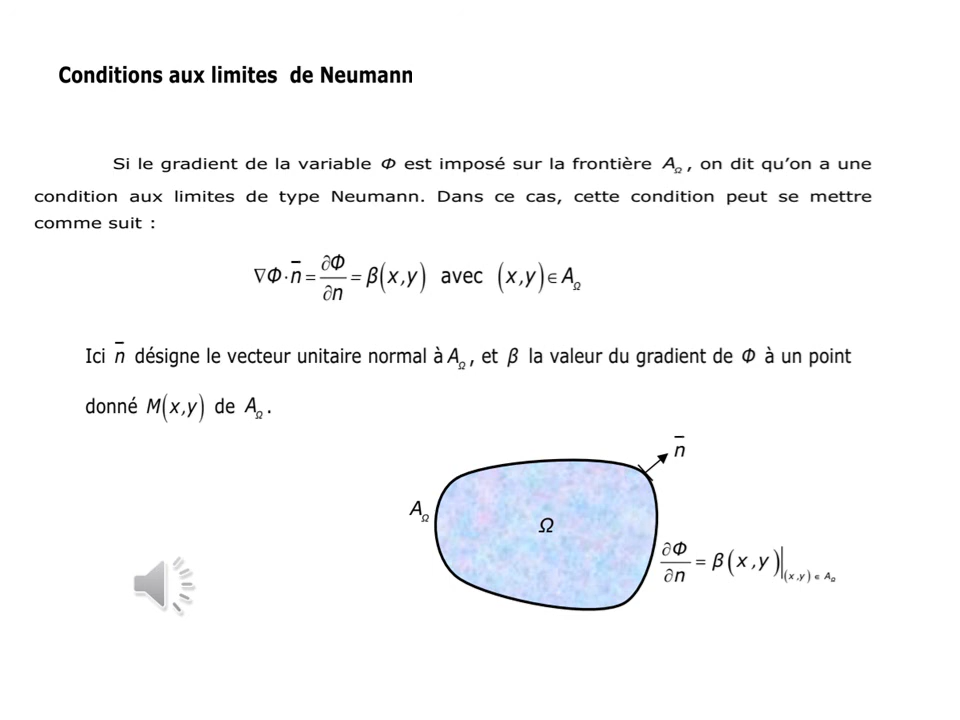 Conditions aux limites de Neumann
Si le gradient de la variable Φ est imposé sur la frontière A_Ω, on dit qu'on a une
condition aux limites de type Neumann. Dans ce cas, cette condition peut se mettre
comme suit :
∇Φ·n̄ = ∂Φ/∂n = β(x,y) avec (x,y) ∈ A_Ω
Ici n̄ désigne le vecteur unitaire normal à A_Ω, et β la valeur du gradient de Φ à un point
donné M(x,y) de A_Ω.
n̄
A_Ω
Ω
∂Φ/∂n = β(x,y)|_(x,y) ∈ A_Ω